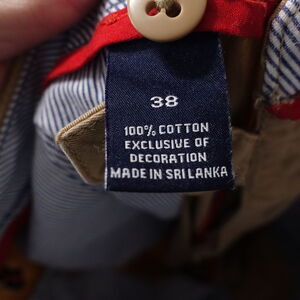 38
100% COTTON
EXCLUSIVE OF
DECORATION
MADE IN SRI LANKA